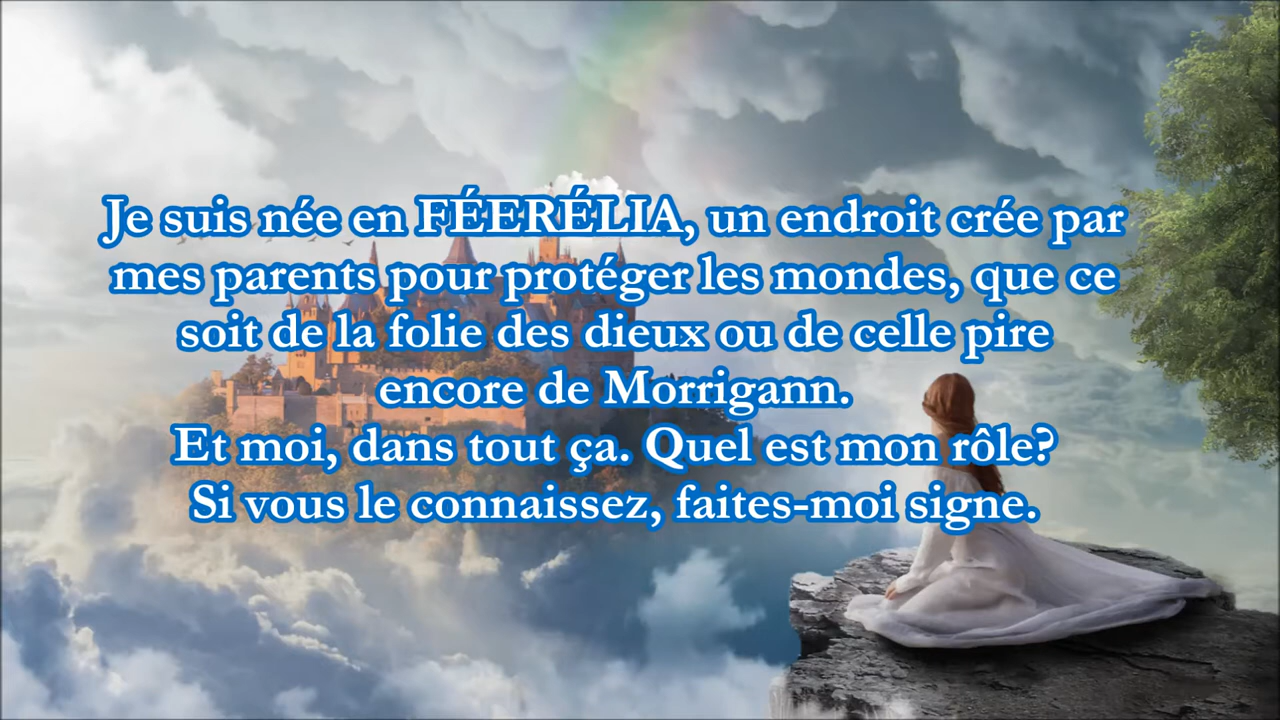 Je suis née en FÉERÉLIA, un endroit crée par
mes parents pour protéger les mondes, que ce
soit de la folie des dieux ou de celle pire
encore de Morrigann.
Et moi, dans tout ça. Quel est mon rôle?
Si vous le connaissez, faites-moi signe.